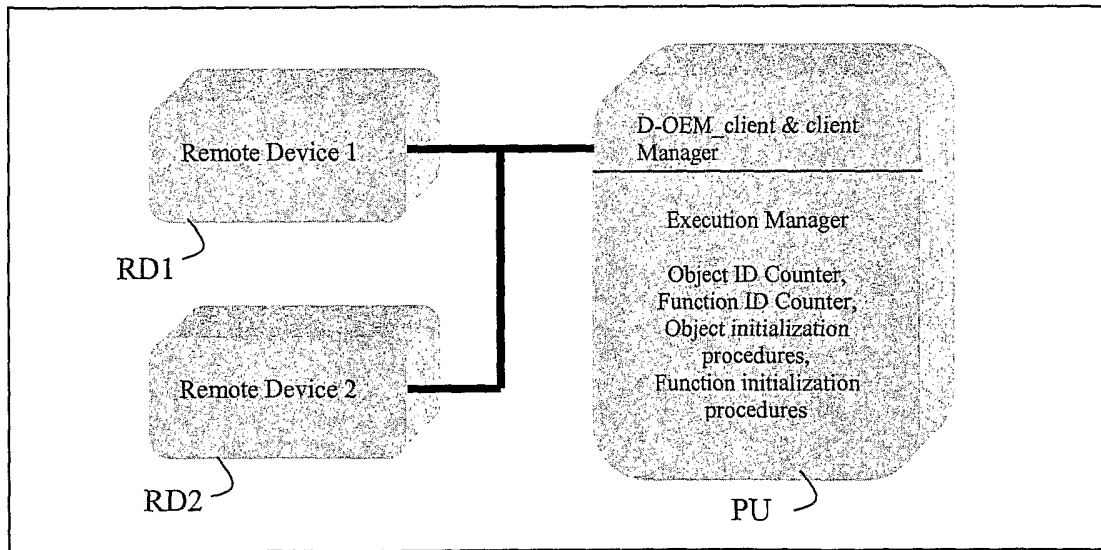 Remote Device 1
RD1
Remote Device 2
RD2
D-OEM_client & client
Manager
Execution Manager
Object ID Counter,
Function ID Counter,
Object initialization
procedures,
Function initialization
procedures
PU